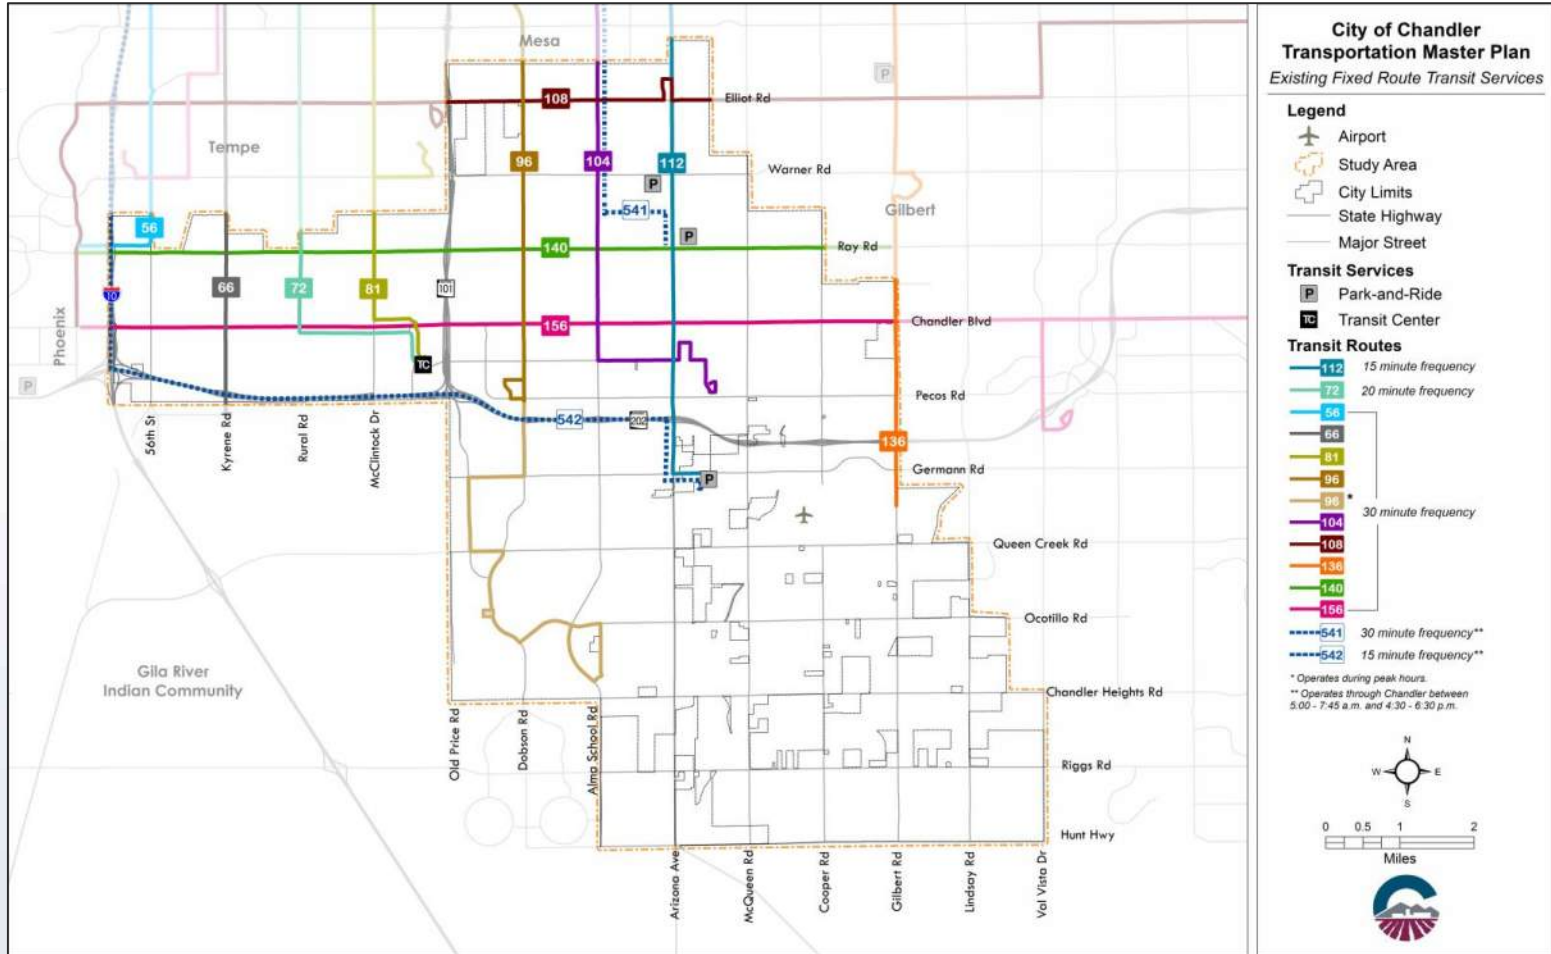 Mesa
Tempe
Gilbert
Phoenix
Gila River
Indian Community
Elliot Rd
Warner Rd
Ray Rd
Chandler Blvd
Pecos Rd
Germann Rd
Queen Creek Rd
Ocotillo Rd
Chandler Heights Rd
Riggs Rd
Hunt Hwy
56th St
Kyrene Rd
Rural Rd
McClintock Dr
Old Price Rd
Dobson Rd
Alma School Rd
Arizona Ave
McQueen Rd
Cooper Rd
Gilbert Rd
Lindsay Rd
Val Vista Dr
108
96
104
112
P
P
541
P
56
140
66
72
81
101
10
156
TC
P
542
202
136
P
City of Chandler
Transportation Master Plan
Existing Fixed Route Transit Services
Legend
Airport
Study Area
City Limits
State Highway
Major Street
Transit Services
P Park-and-Ride
TC Transit Center
Transit Routes
112 15 minute frequency
72 20 minute frequency
56
66
81
96
96 *
30 minute frequency
104
108
136
140
156
541 30 minute frequency**
542 15 minute frequency**
* Operates during peak hours.
** Operates through Chandler between
5:00 - 7:45 a.m. and 4:30 - 6:30 p.m.
N
W E
S
0 0.5 1 2
Miles